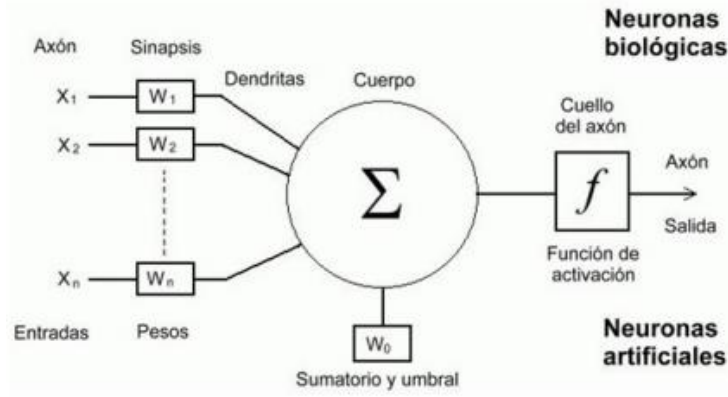 Neuronas
biológicas
Axón Sinapsis
Dendritas Cuerpo
Cuello
del axón
X₁ W₁
X₂ W₂
Σ
f
Axón
Salida
Función de
activación
Xₙ Wₙ
Entradas Pesos
W₀
Sumatorio y umbral
Neuronas
artificiales